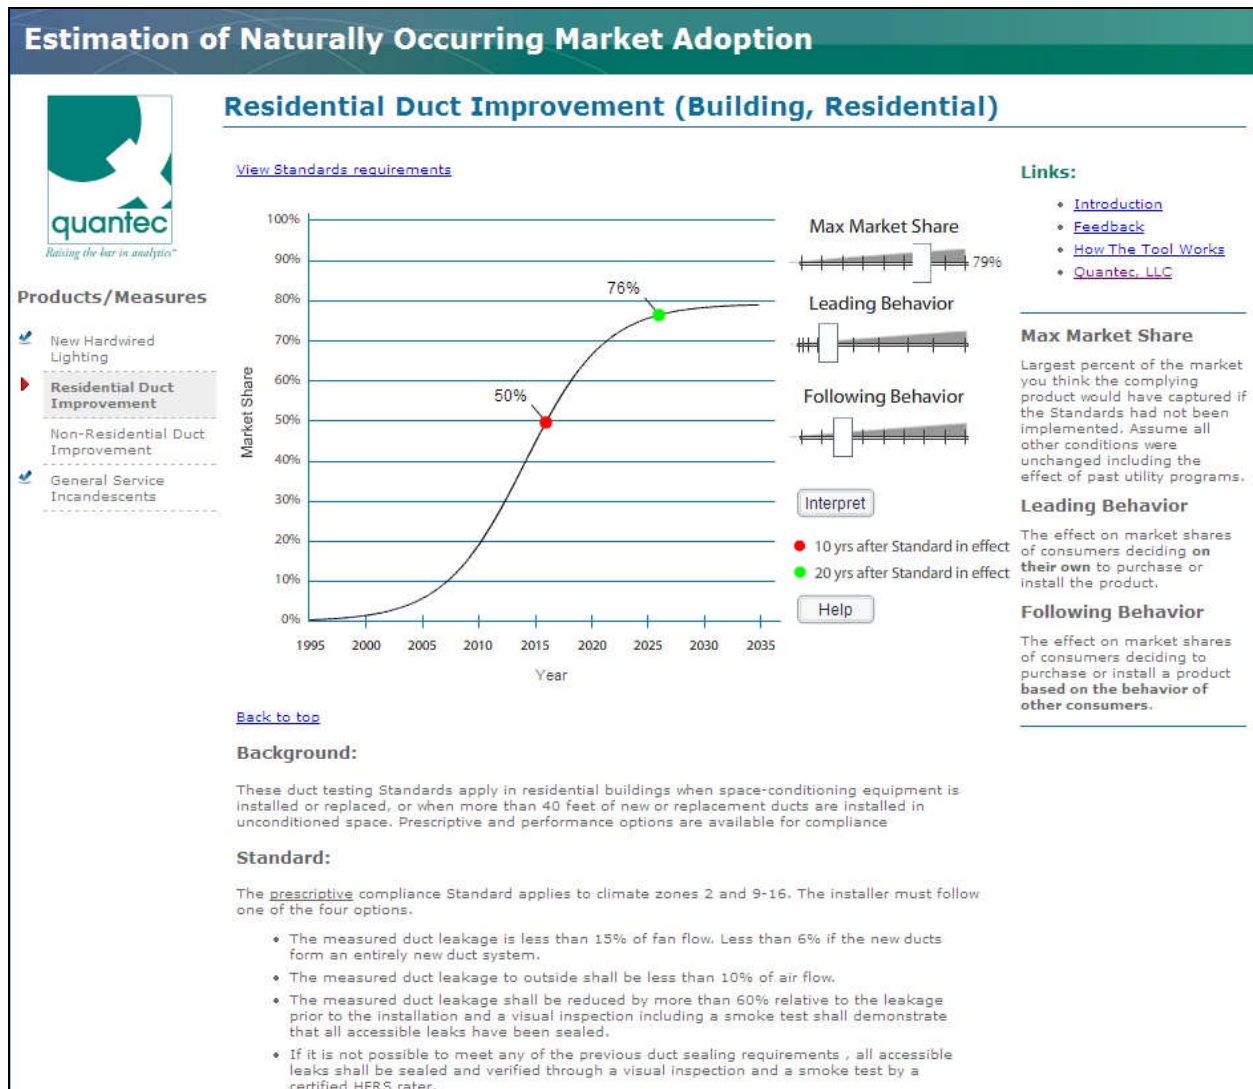 Estimation of Naturally Occurring Market Adoption
quantec
Raising the bar in analytics
Products/Measures
New Hardwired
Lighting
Residential Duct
Improvement
Non-Residential Duct
Improvement
General Service
Incandescents
Residential Duct Improvement (Building, Residential)
View Standards requirements
100%
90%
80%
70%
60%
50%
40%
30%
20%
10%
0%
Market Share
76%
50%
1995 2000 2005 2010 2016 2020 2025 2030 2035
Year
Max Market Share
79%
Leading Behavior
Following Behavior
Interpret
10 yrs after Standard in effect
20 yrs after Standard in effect
Help
Links:
• Introduction
• Feedback
• How The Tool Works
• Quantec, LLC
Max Market Share
Largest percent of the market
you think the complying
product would have captured if
the Standards had not been
implemented. Assume all
other conditions were
unchanged including the
effect of past utility programs.
Leading Behavior
The effect on market shares
of consumers deciding on
their own to purchase or
install the product.
Following Behavior
The effect on market shares
of consumers deciding to
purchase or install a product
based on the behavior of
other consumers.
Back to top
Background:
These duct testing Standards apply in residential buildings when space-conditioning equipment is
installed or replaced, or when more than 40 feet of new or replacement ducts are installed in
unconditioned space. Prescriptive and performance options are available for compliance
Standard:
The prescriptive compliance Standard applies to climate zones 2 and 9-16. The installer must follow
one of the four options.
• The measured duct leakage is less than 15% of fan flow. Less than 6% if the new ducts
form an entirely new duct system.
• The measured duct leakage to outside shall be less than 10% of air flow.
• The measured duct leakage shall be reduced by more than 60% relative to the leakage
prior to the installation and a visual inspection including a smoke test shall demonstrate
that all accessible leaks have been sealed.
• If it is not possible to meet any of the previous duct sealing requirements , all accessible
leaks shall be sealed and verified through a visual inspection and a smoke test by a
certified HERS rater.